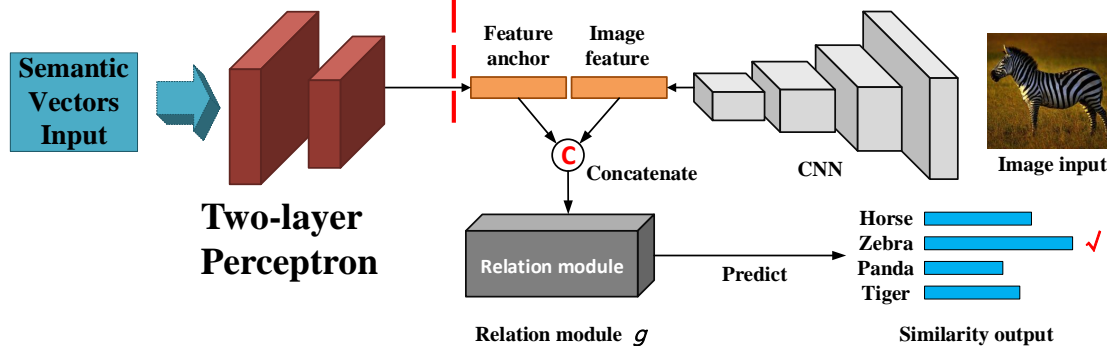 Semantic
Vectors
Input
Two-layer
Perceptron
Feature
anchor
Image
feature
C
Concatenate
CNN
Image input
Relation module
Relation module g
Predict
Horse
Zebra √
Panda
Tiger
Similarity output